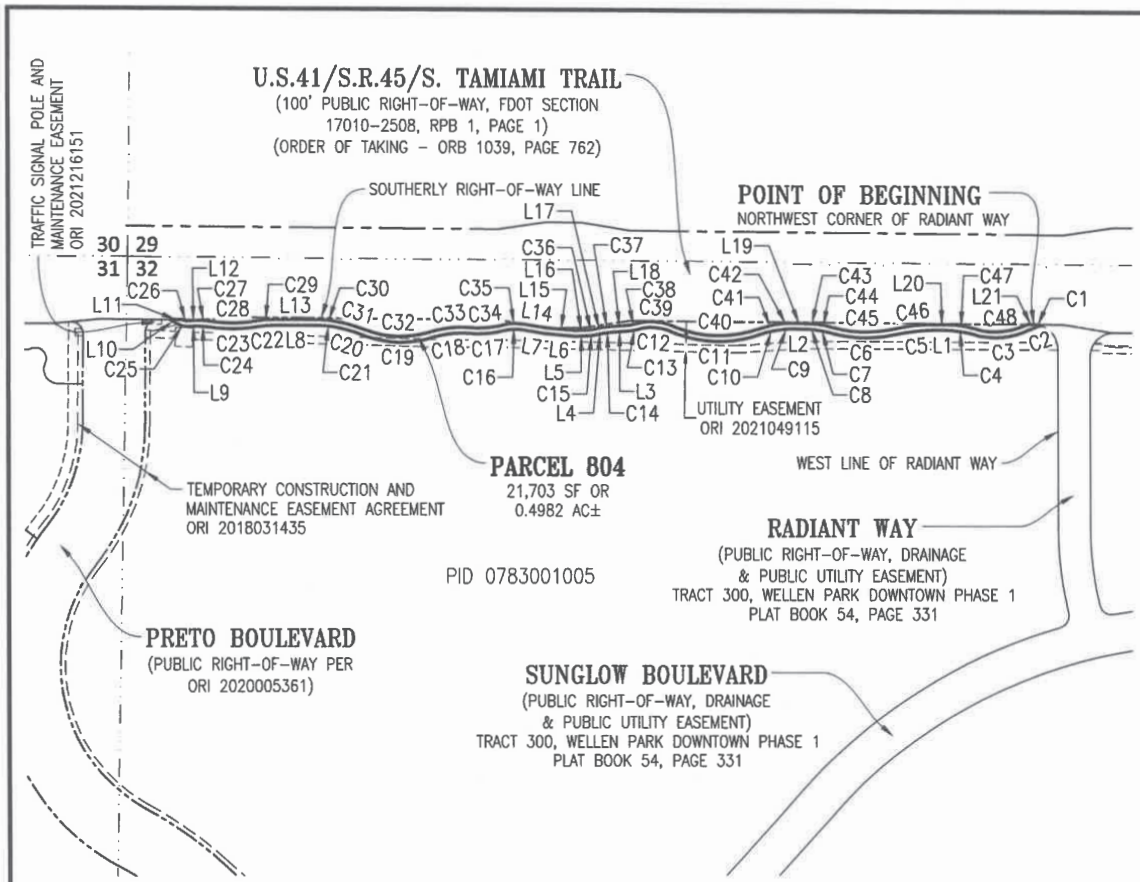 TRAFFIC SIGNAL POLE AND
MAINTENANCE EASEMENT
ORI 2021216151
U.S.41/S.R.45/S. TAMIAMI TRAIL
(100' PUBLIC RIGHT-OF-WAY, FDOT SECTION
17010-2508, RPB 1, PAGE 1)
(ORDER OF TAKING - ORB 1039, PAGE 762)
SOUTHERLY RIGHT-OF-WAY LINE
POINT OF BEGINNING
NORTHWEST CORNER OF RADIANT WAY
30 29
31 32
L11
C26
L12
C27
C28
C29
L13
C30
C31
C32
C33
C34
C35
L14
L15
L16
C36
L17
C37
L18
C38
C39
C40
C41
C42
L19
C43
C44
C45
C46
L20
C47
L21
C48
C1
C2
L10
C25
L9
C24
C23
C22
L8
C21
C20
C19
C18
C17
C16
L7
L6
L5
C15
L4
C14
L3
C13
C12
C11
C10
C9
L2
C8
C7
C6
C5
L1
C4
C3
UTILITY EASEMENT
ORI 2021049115
WEST LINE OF RADIANT WAY
PARCEL 804
21,703 SF OR
0.4982 AC±
TEMPORARY CONSTRUCTION AND
MAINTENANCE EASEMENT AGREEMENT
ORI 2018031435
PID 0783001005
RADIANT WAY
(PUBLIC RIGHT-OF-WAY, DRAINAGE
& PUBLIC UTILITY EASEMENT)
TRACT 300, WELLEN PARK DOWNTOWN PHASE 1
PLAT BOOK 54, PAGE 331
PRETO BOULEVARD
(PUBLIC RIGHT-OF-WAY PER
ORI 2020005361)
SUNGLOW BOULEVARD
(PUBLIC RIGHT-OF-WAY, DRAINAGE
& PUBLIC UTILITY EASEMENT)
TRACT 300, WELLEN PARK DOWNTOWN PHASE 1
PLAT BOOK 54, PAGE 331